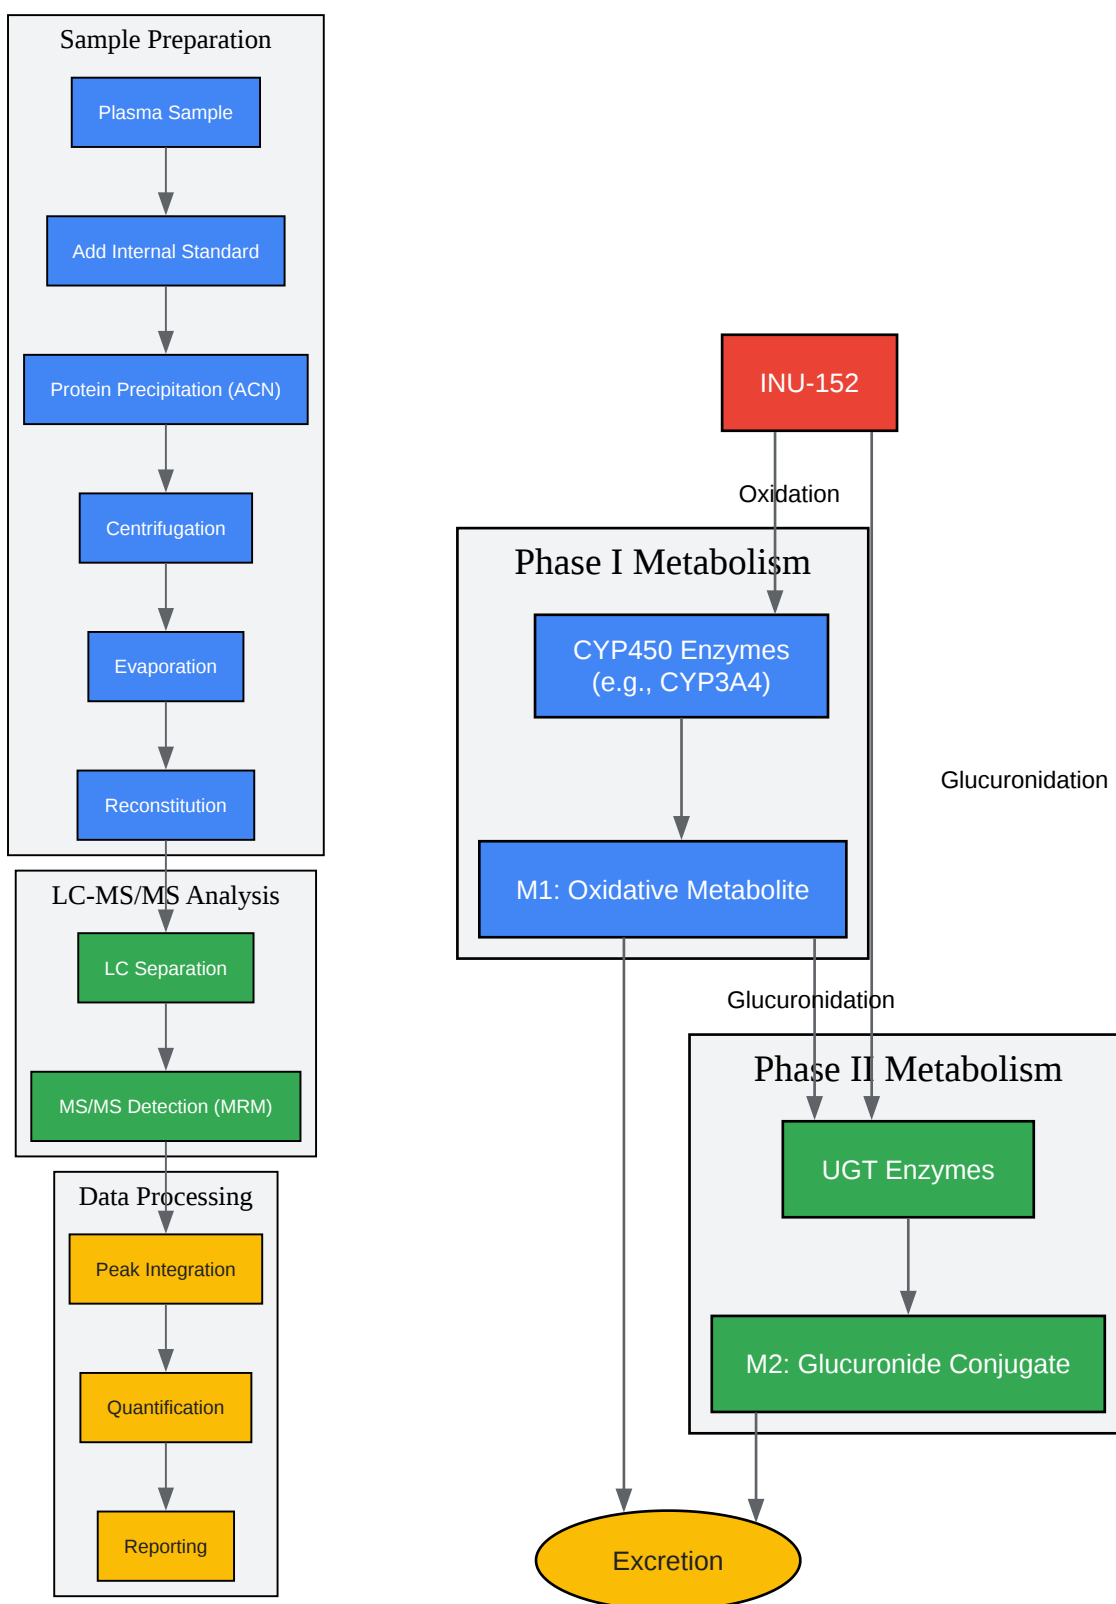 Sample Preparation
Plasma Sample
Add Internal Standard
Protein Precipitation (ACN)
Centrifugation
Evaporation
Reconstitution
LC-MS/MS Analysis
LC Separation
MS/MS Detection (MRM)
Data Processing
Peak Integration
Quantification
Reporting
INU-152
Oxidation
Phase I Metabolism
CYP450 Enzymes
(e.g., CYP3A4)
Glucuronidation
M1: Oxidative Metabolite
Glucuronidation
Phase II Metabolism
UGT Enzymes
M2: Glucuronide Conjugate
Excretion